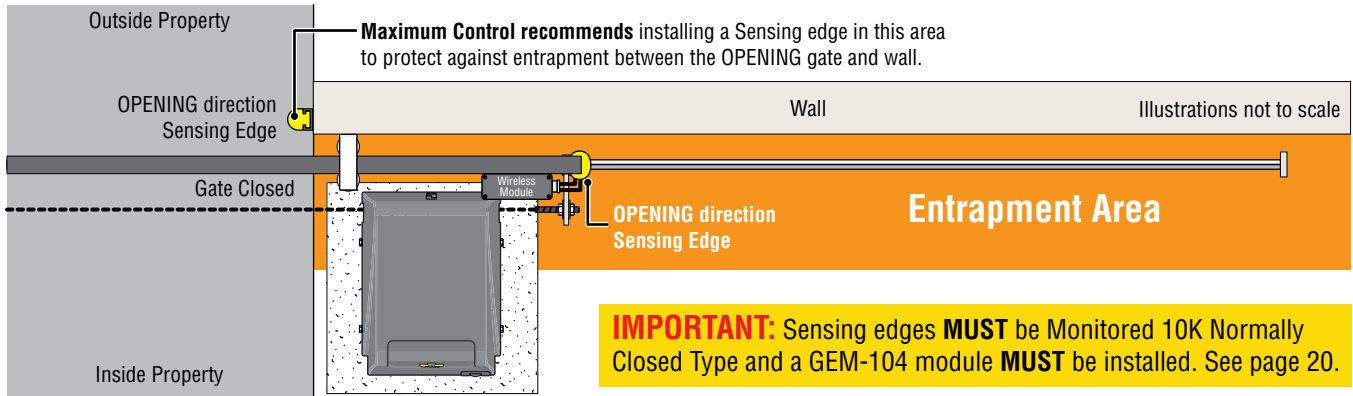 Outside Property
Maximum Control recommends installing a Sensing edge in this area
to protect against entrapment between the OPENING gate and wall.
OPENING direction
Sensing Edge
Wall
Illustrations not to scale
Gate Closed
Wireless
Module
OPENING direction
Sensing Edge
Entrapment Area
IMPORTANT: Sensing edges MUST be Monitored 10K Normally
Closed Type and a GEM-104 module MUST be installed. See page 20.
Inside Property